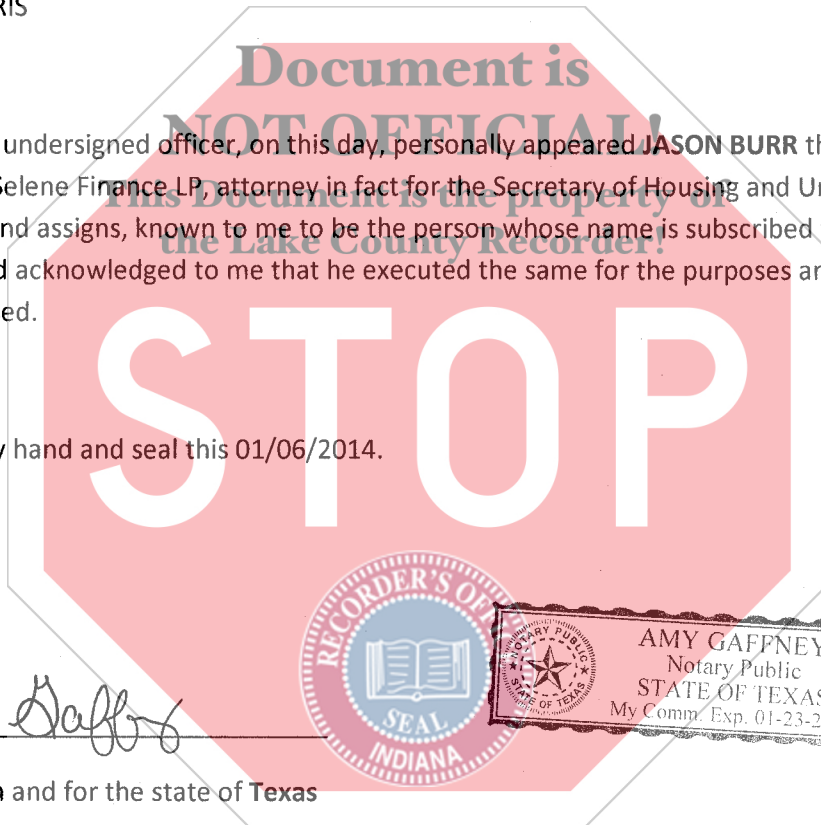 RIS
Document is
NOT OFFICIAL!
undersigned officer, on this day, personally appeared JASON BURR th
This Document is the property of
Selene Finance LP, attorney in fact for the Secretary of Housing and Ur
the Lake County Recorder!
nd assigns, known to me to be the person whose name is subscribed
d acknowledged to me that he executed the same for the purposes an
ed.
STOP
y hand and seal this 01/06/2014.
RECORDER'S OFFI
SEAL
INDIANA
NOTARY PUBLIC
STATE OF TEXAS
AMY GAFFNEY
Notary Public
STATE OF TEXAS
My Comm. Exp. 01-23-2
Gaffney
n and for the state of Texas